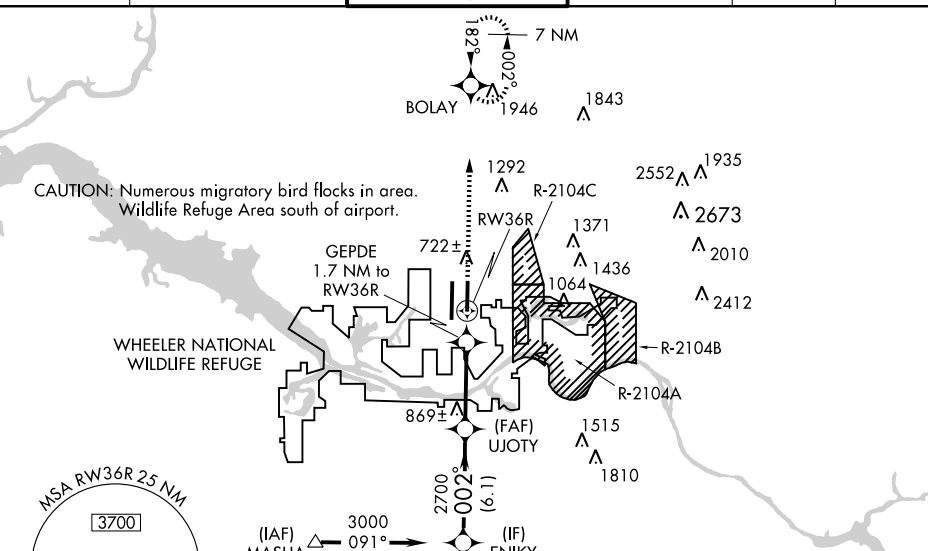 182°
002°
7 NM
BOLAY
1946
1843
1292
R-2104C
2552
1935
CAUTION: Numerous migratory bird flocks in area.
Wildlife Refuge Area south of airport.
RW36R
2673
722±
1371
GEPDE
1.7 NM to
RW36R
2010
1436
1064
2412
WHEELER NATIONAL
WILDLIFE REFUGE
R-2104B
R-2104A
869±
(FAF)
UJOTY
1515
1810
MSA RW36R 25 NM
3700
2700
002°
(6.1)
(IAF)
3000
091°
(IF)